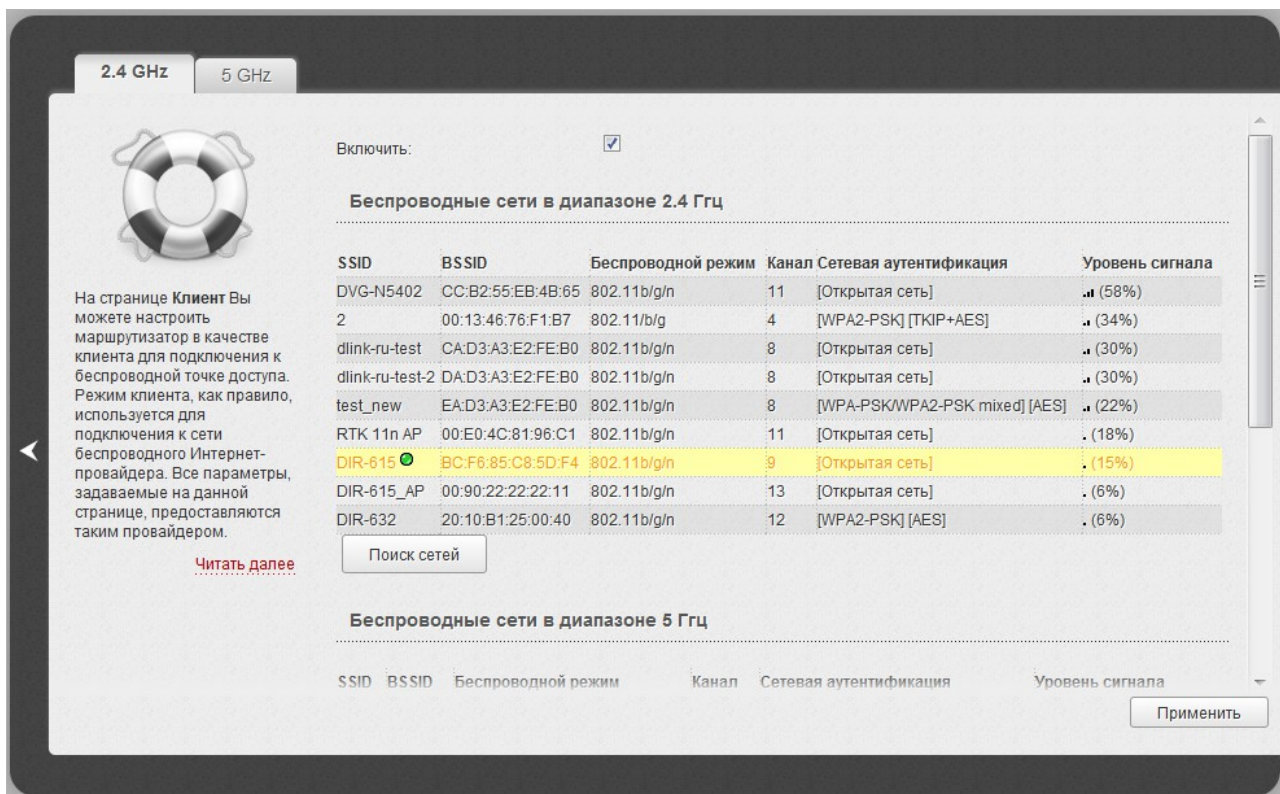 2.4 GHz
5 GHz
На странице Клиент Вы
можете настроить
маршрутизатор в качестве
клиента для подключения к
беспроводной точке доступа.
Режим клиента, как правило,
используется для
подключения к сети
беспроводного Интернет-
провайдера. Все параметры,
задаваемые на данной
странице, предоставляются
таким провайдером.
Читать далее
Включить:
Беспроводные сети в диапазоне 2.4 Ггц
SSID BSSID Беспроводной режим Канал Сетевая аутентификация Уровень сигнала
DVG-N5402 CC:B2:55:EB:4B:65 802.11b/g/n 11 [Открытая сеть] (58%)
2 00:13:46:76:F1:B7 802.11/b/g 4 [WPA2-PSK] [TKIP+AES] (34%)
dlink-ru-test CA:D3:A3:E2:FE:B0 802.11b/g/n 8 [Открытая сеть] (30%)
dlink-ru-test-2 DA:D3:A3:E2:FE:B0 802.11b/g/n 8 [Открытая сеть] (30%)
test_new EA:D3:A3:E2:FE:B0 802.11b/g/n 8 [WPA-PSK/WPA2-PSK mixed] [AES] (22%)
RTK 11n AP 00:E0:4C:81:96:C1 802.11b/g/n 11 [Открытая сеть] (18%)
DIR-615 BC:F6:85:C8:5D:F4 802.11b/g/n 9 [Открытая сеть] (15%)
DIR-615_AP 00:90:22:22:22:11 802.11b/g/n 13 [Открытая сеть] (6%)
DIR-632 20:10:B1:25:00:40 802.11b/g/n 12 [WPA2-PSK] [AES] (6%)
Поиск сетей
Беспроводные сети в диапазоне 5 Ггц
SSID BSSID Беспроводной режим Канал Сетевая аутентификация Уровень сигнала
Применить